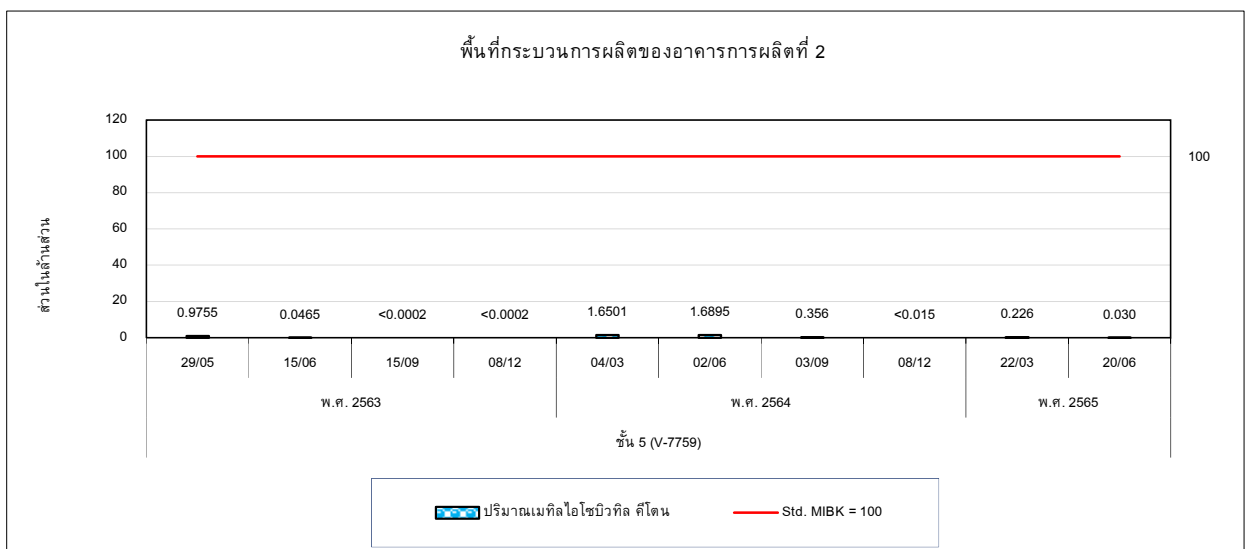 พื้นที่กระบวนการผลิตของอาคารการผลิตที่ 2
ส่วนในล้านส่วน
120
100
80
60
40
20
0
100
0.9755 0.0465 <0.0002 <0.0002 1.6501 1.6895 0.356 <0.015 0.226 0.030
29/05 15/06 15/09 08/12 04/03 02/06 03/09 08/12 22/03 20/06
พ.ศ. 2563 พ.ศ. 2564 พ.ศ. 2565
ชั้น 5 (V-7759)
ปริมาณเมทิลไอโซบิวทิล คีโตน Std. MIBK = 100